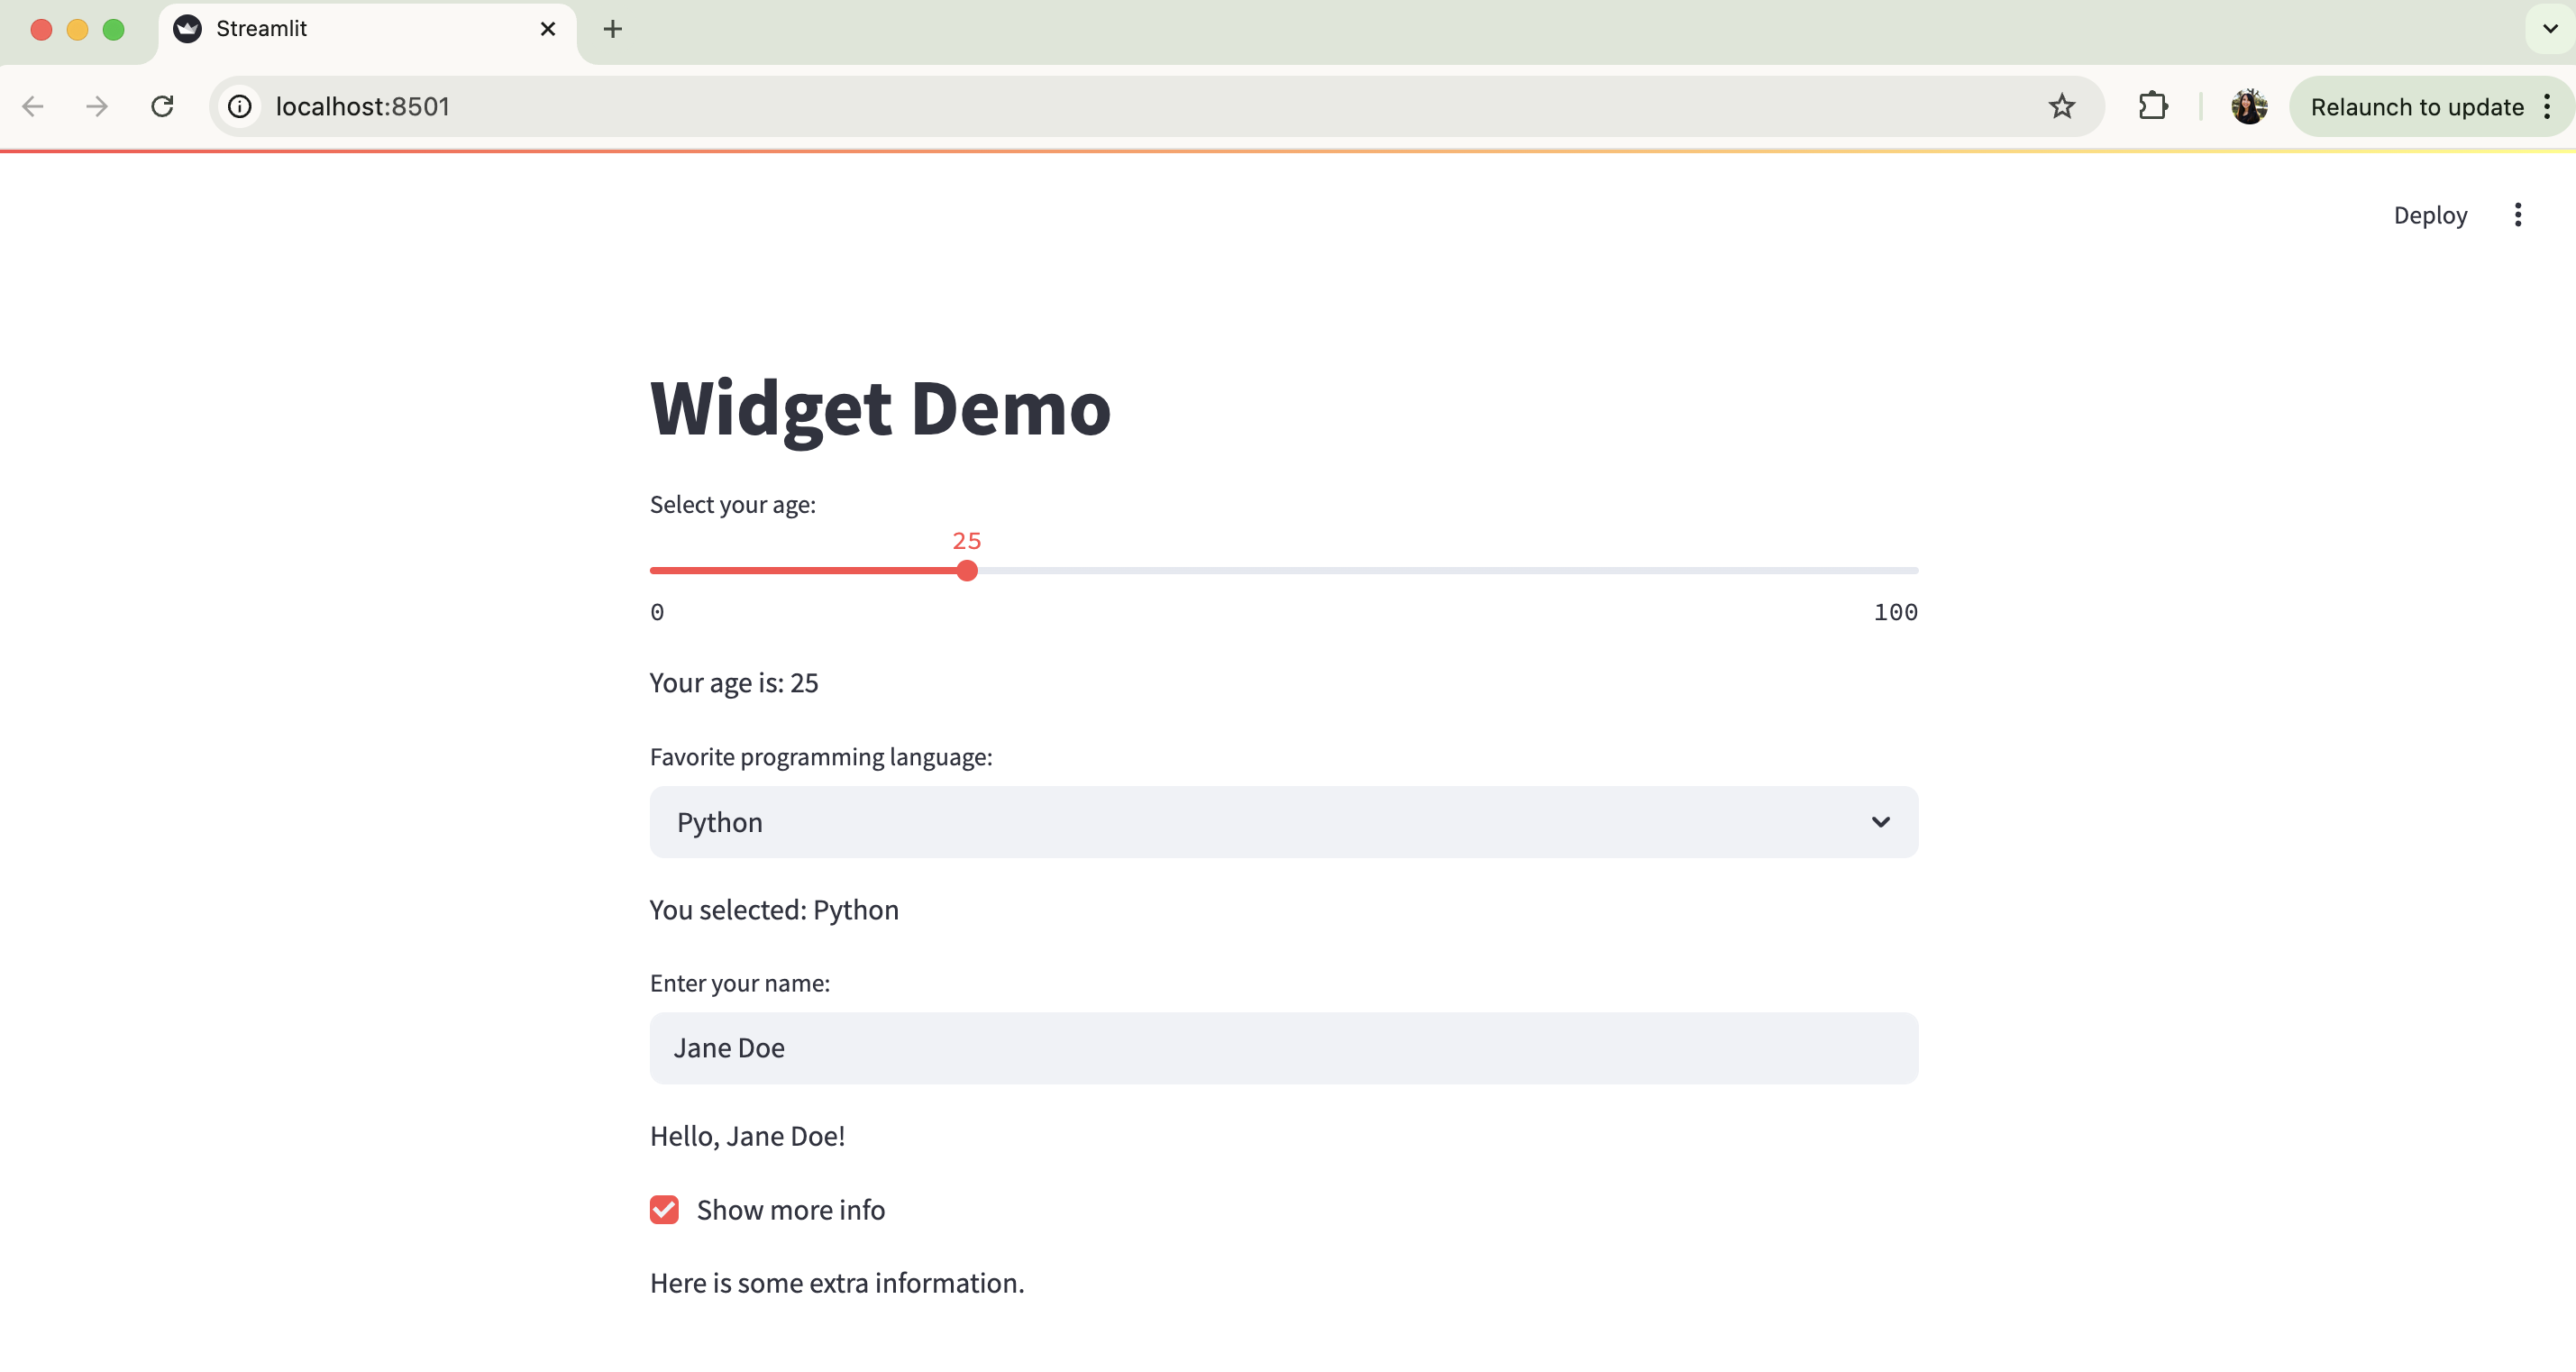 Streamlit
localhost:8501
Relaunch to update
Deploy
Widget Demo
Select your age:
25
0 100
Your age is: 25
Favorite programming language:
Python
You selected: Python
Enter your name:
Jane Doe
Hello, Jane Doe!
Show more info
Here is some extra information.